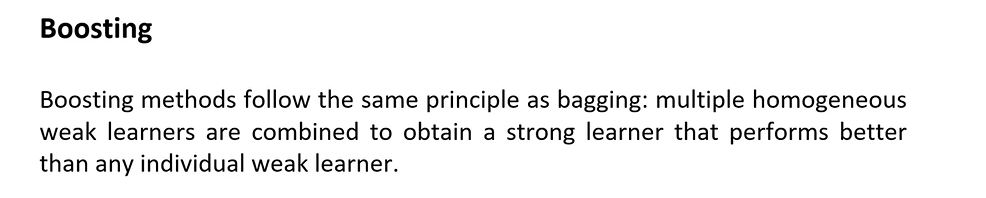 Boosting
Boosting methods follow the same principle as bagging: multiple homogeneous
weak learners are combined to obtain a strong learner that performs better
than any individual weak learner.